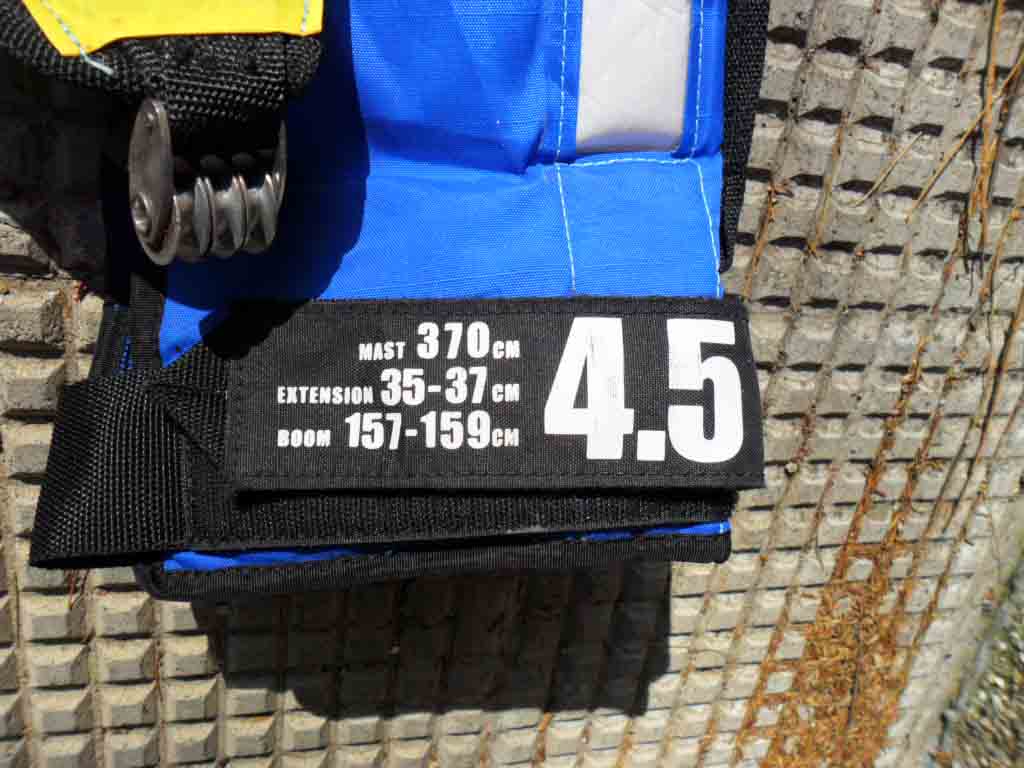 MAST 370CM
EXTENSION 35-37CM
BOOM 157-159CM
4.5